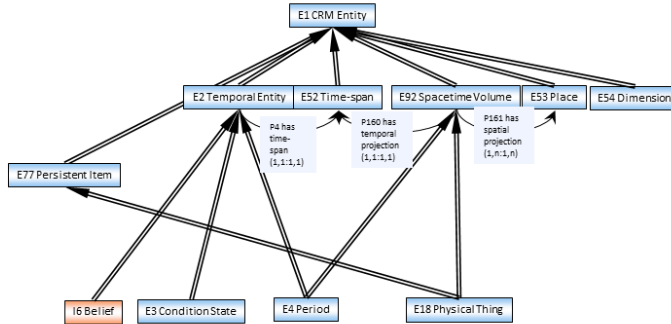 E1 CRM Entity
E2 Temporal Entity
E52 Time-span
E92 Spacetime Volume
E53 Place
E54 Dimension
P4 has
time-
span
(1,1:1,1)
P160 has
temporal
projection
(1,1:1,1)
P161 has
spatial
projection
(1,n:1,n)
E77 Persistent Item
I6 Belief
E3 Condition State
E4 Period
E18 Physical Thing